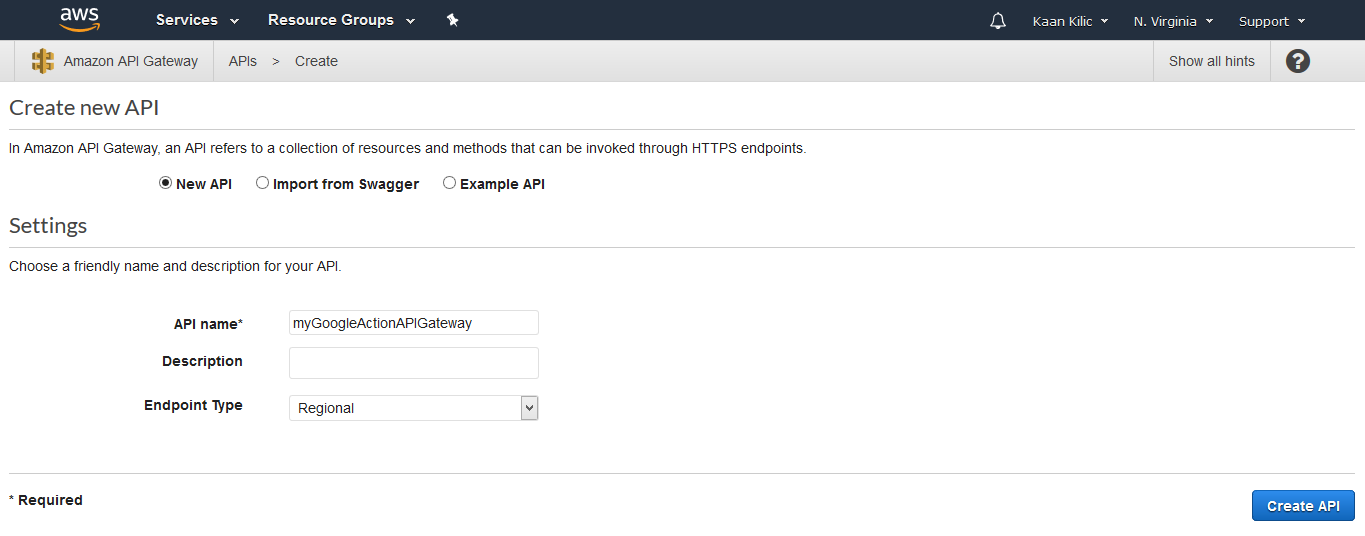 aws Services Resource Groups Kaan Kilic N. Virginia Support
Amazon API Gateway APIs > Create Show all hints ?
Create new API
In Amazon API Gateway, an API refers to a collection of resources and methods that can be invoked through HTTPS endpoints.
New API Import from Swagger Example API
Settings
Choose a friendly name and description for your API.
API name* myGoogleActionAPIGateway
Description
Endpoint Type Regional
* Required Create API